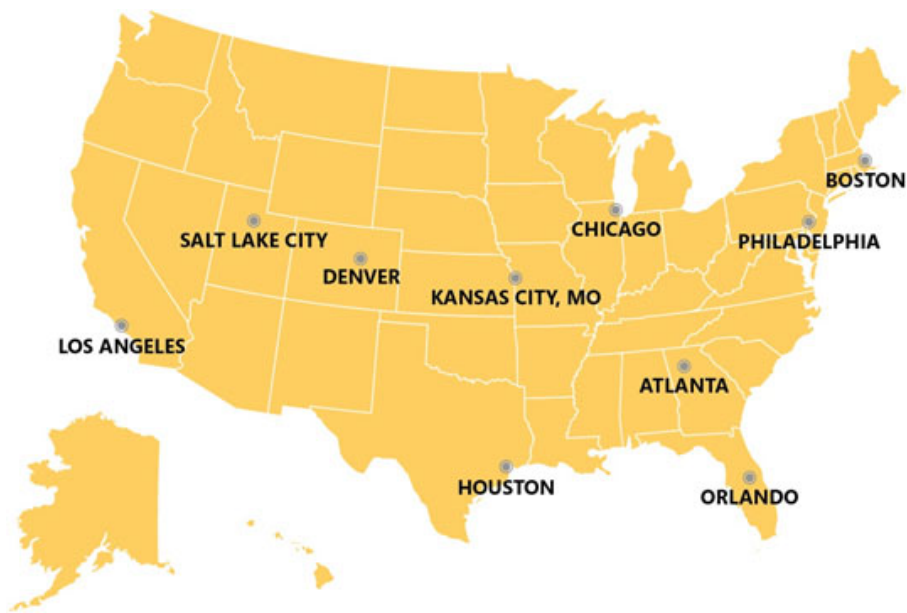 BOSTON
CHICAGO
SALT LAKE CITY
PHILADELPHIA
DENVER
KANSAS CITY, MO
LOS ANGELES
ATLANTA
HOUSTON
ORLANDO